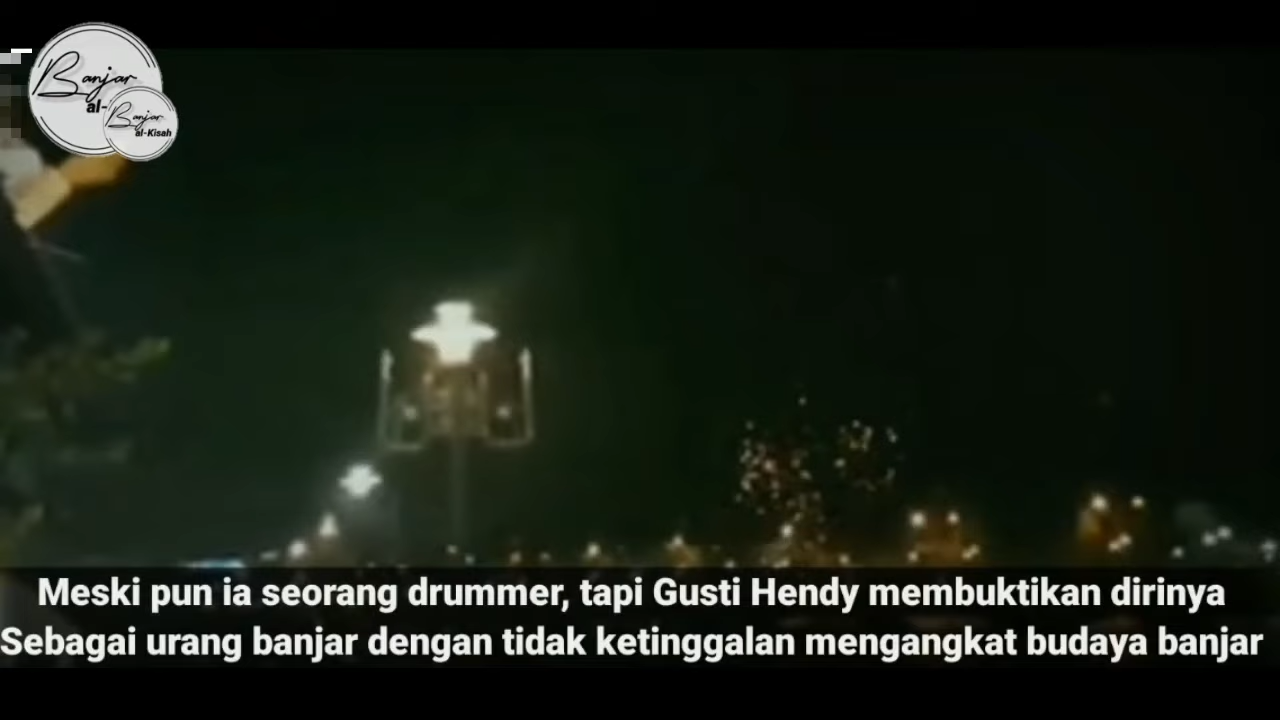 Banjar
al-
Banjar
al-Kisah
Meski pun ia seorang drummer, tapi Gusti Hendy membuktikan dirinya
Sebagai urang banjar dengan tidak ketinggalan mengangkat budaya banjar